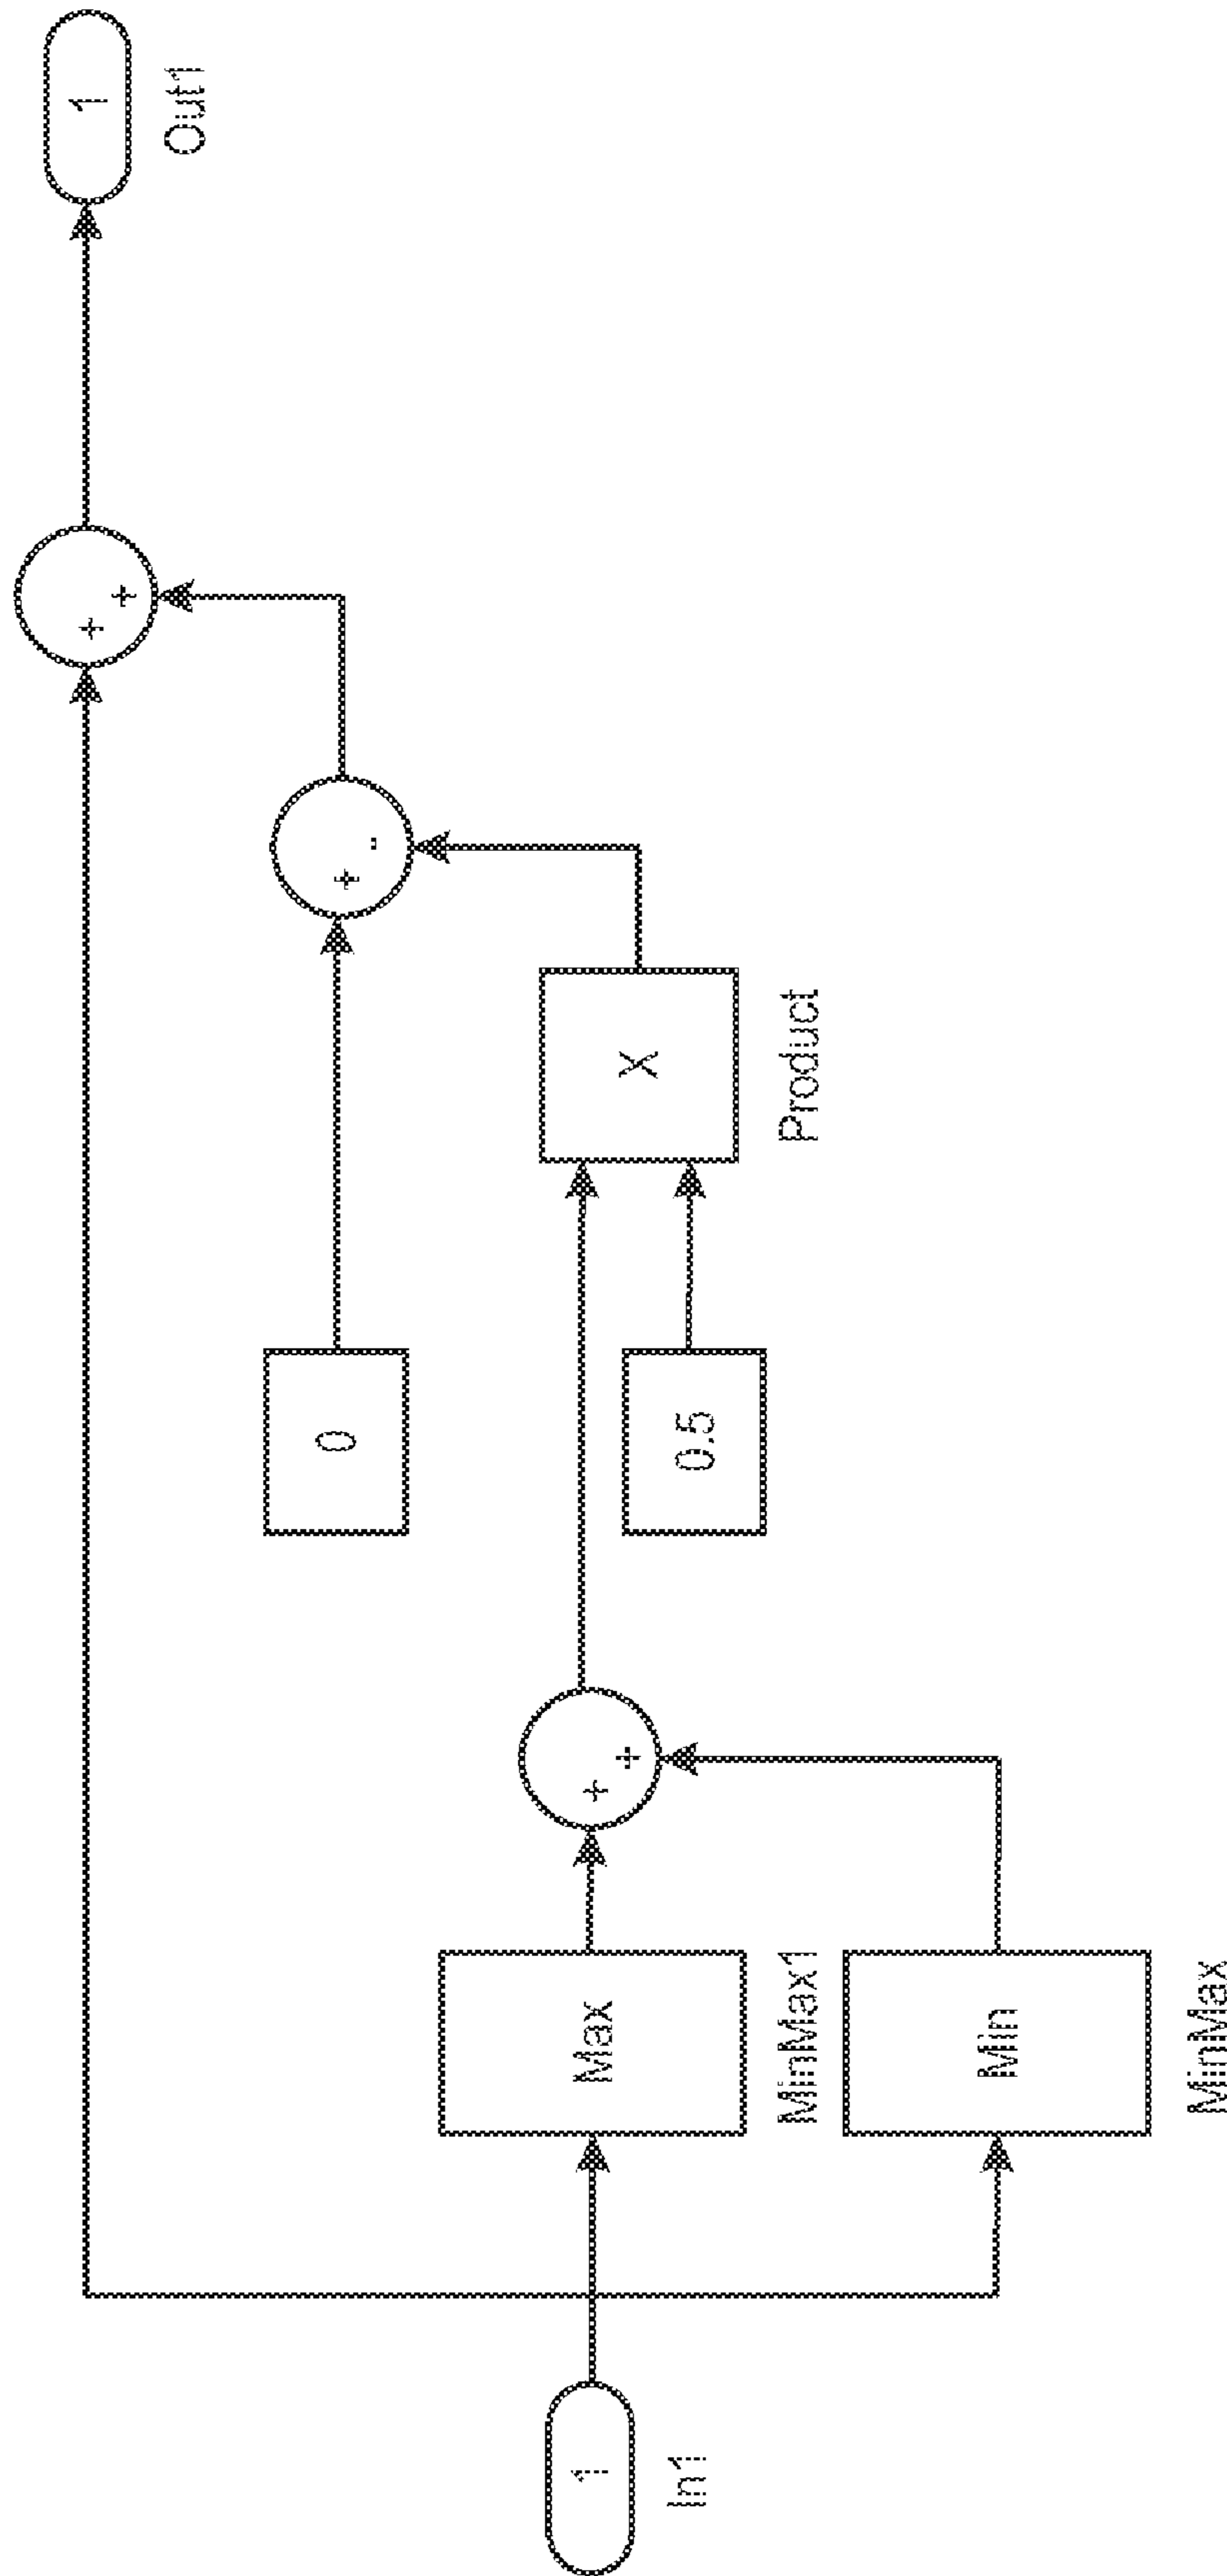 1
Out1
+
+
0
+
-
X
Product
0.5
+
+
Max
MinMax1
Min
MinMax
1
In1